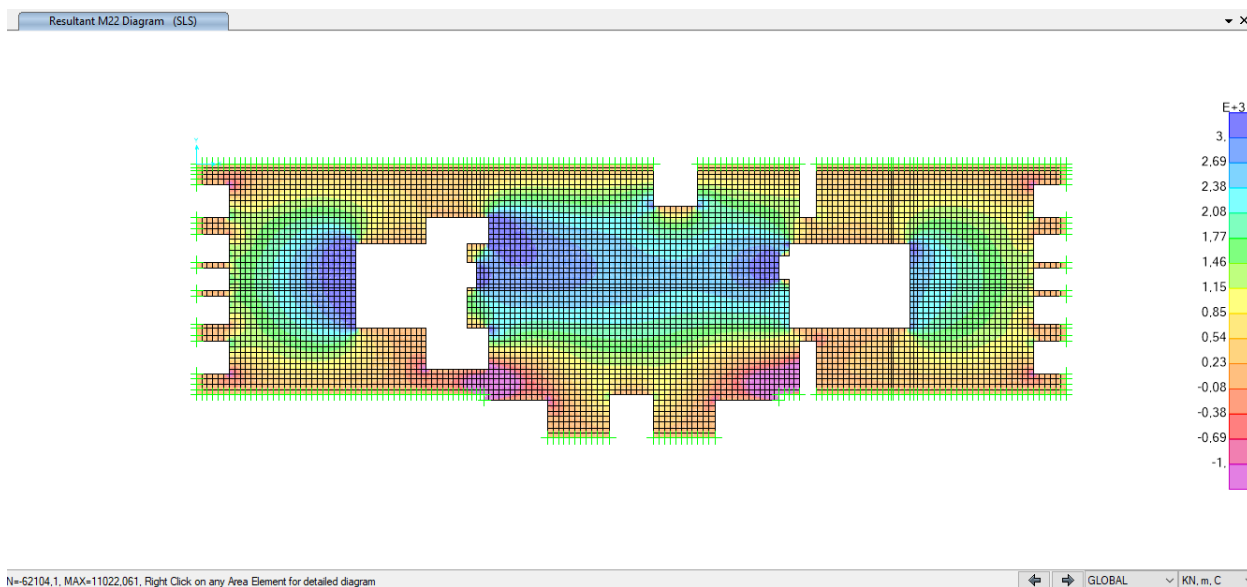 Resultant M22 Diagram (SLS)
E+3
3.
2.69
2.38
2.08
1.77
1.46
1.15
0.85
0.54
0.23
-0.08
-0.38
-0.69
-1.
N=-62104,1, MAX=11022,061, Right Click on any Area Element for detailed diagram
GLOBAL
KN, m, C